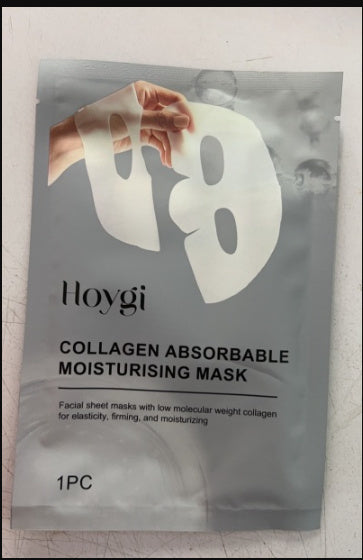 Hoygi
COLLAGEN ABSORBABLE
MOISTURISING MASK
Facial sheet masks with low molecular weight collagen
for elasticity, firming, and moisturizing
1PC